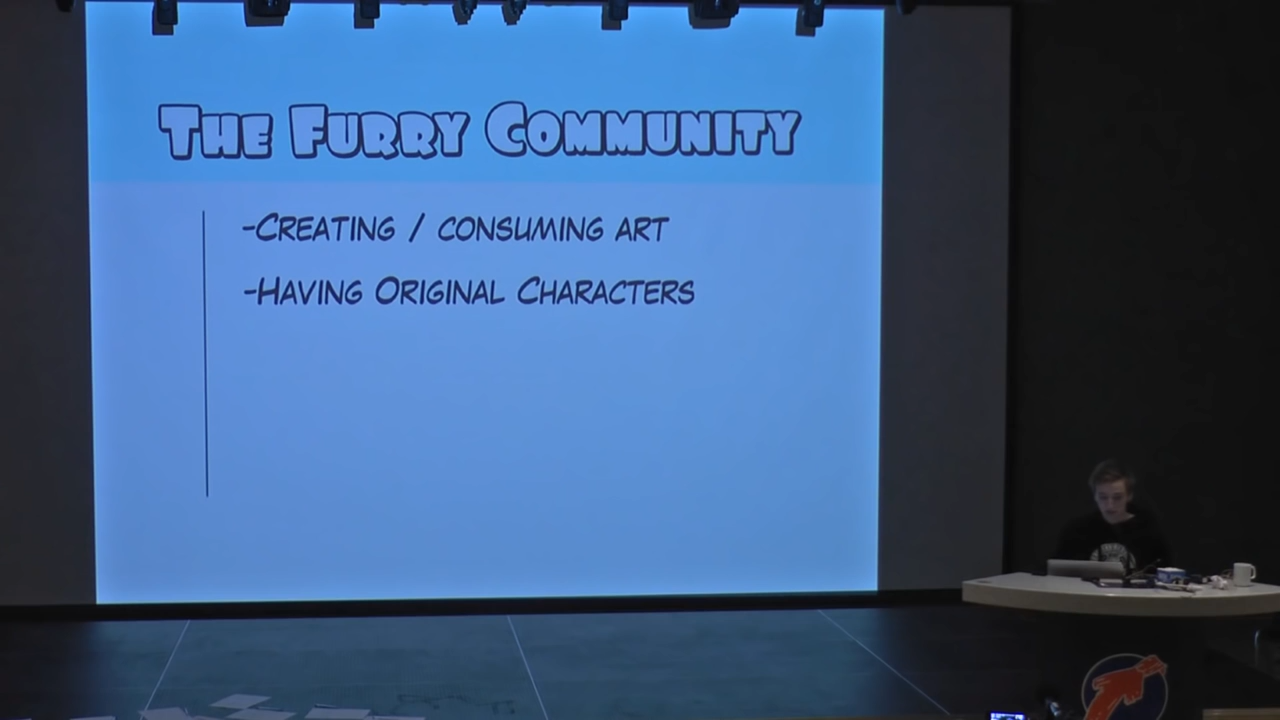 THE FURRY COMMUNITY
-CREATING / CONSUMING ART
-HAVING ORIGINAL CHARACTERS